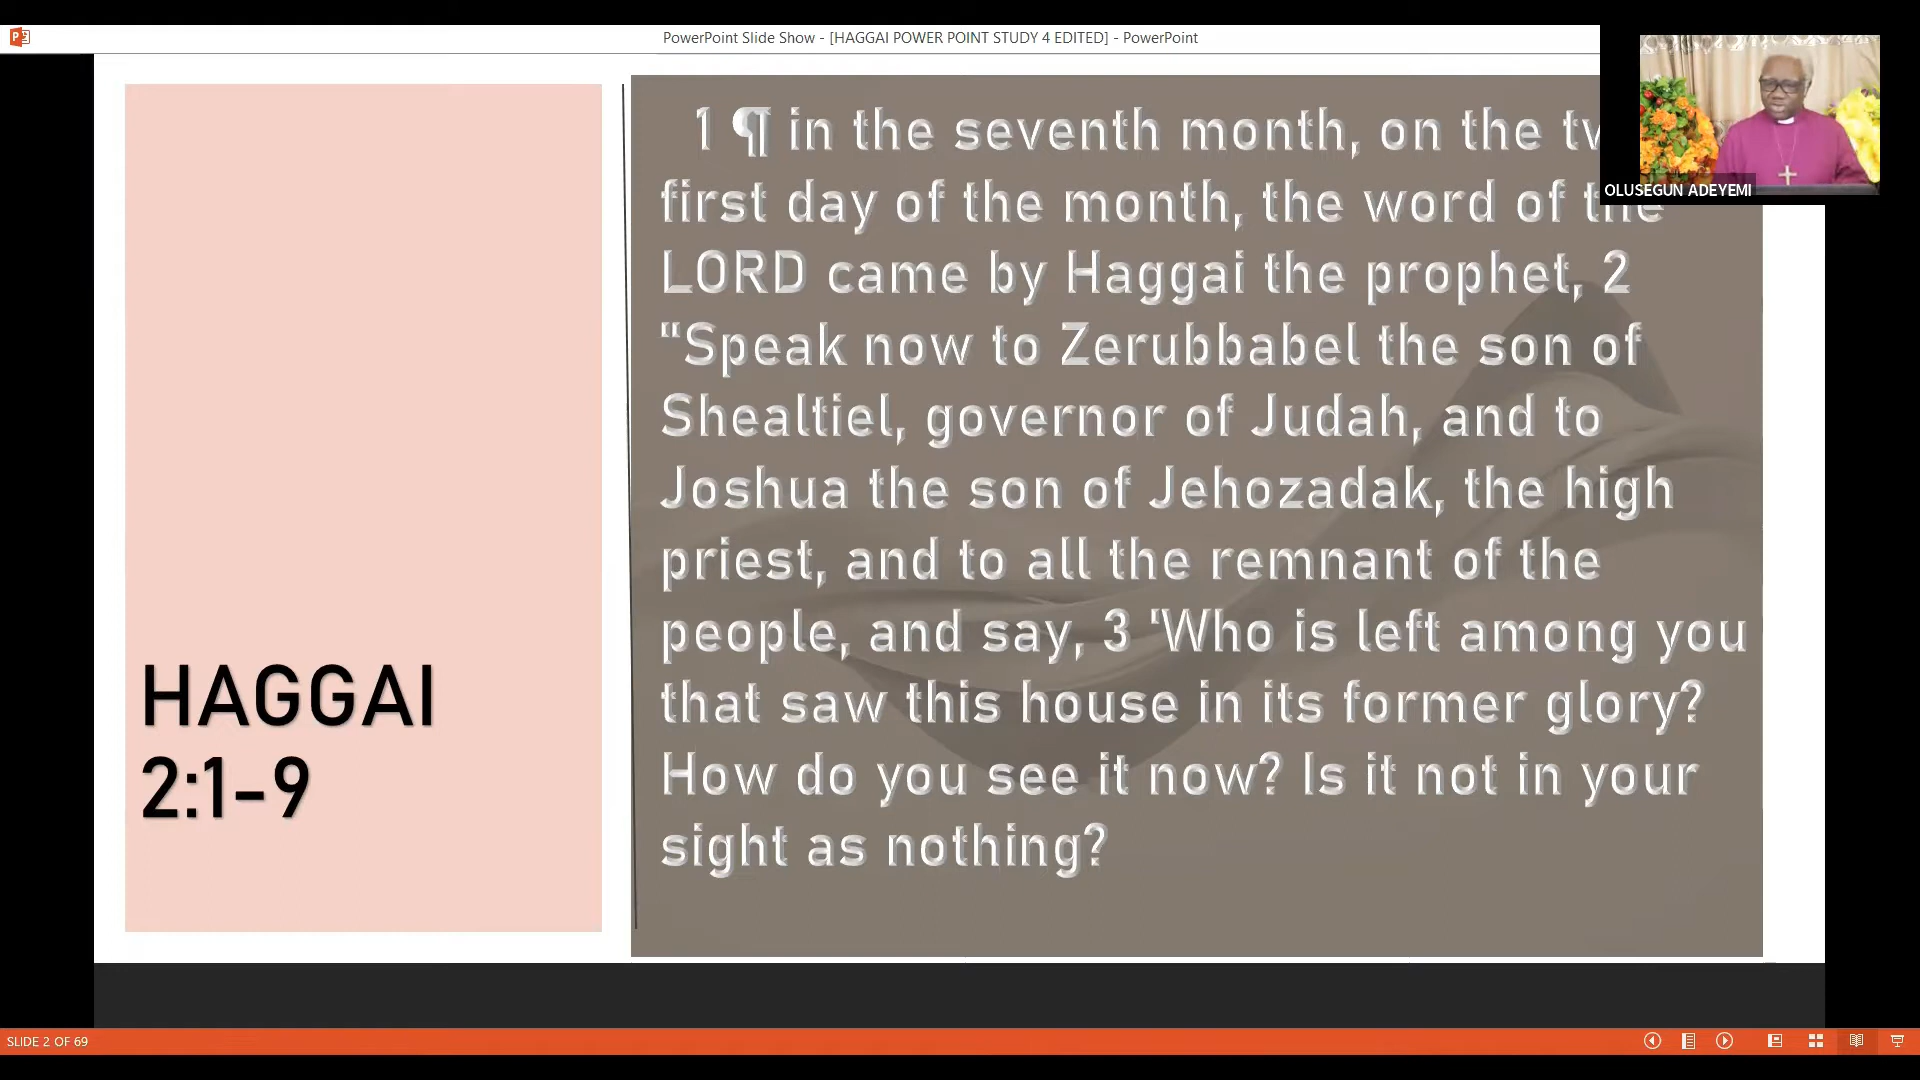 PowerPoint Slide Show - [HAGGAI POWER POINT STUDY 4 EDITED] - PowerPoint
OLUSEGUN ADEYEMI
HAGGAI
2:1-9
1 ¶ in the seventh month, on the
first day of the month, the word of the
LORD came by Haggai the prophet, 2
"Speak now to Zerubbabel the son of
Shealtiel, governor of Judah, and to
Joshua the son of Jehozadak, the high
priest, and to all the remnant of the
people, and say, 3 'Who is left among you
that saw this house in its former glory?
How do you see it now? Is it not in your
sight as nothing?
SLIDE 2 OF 69